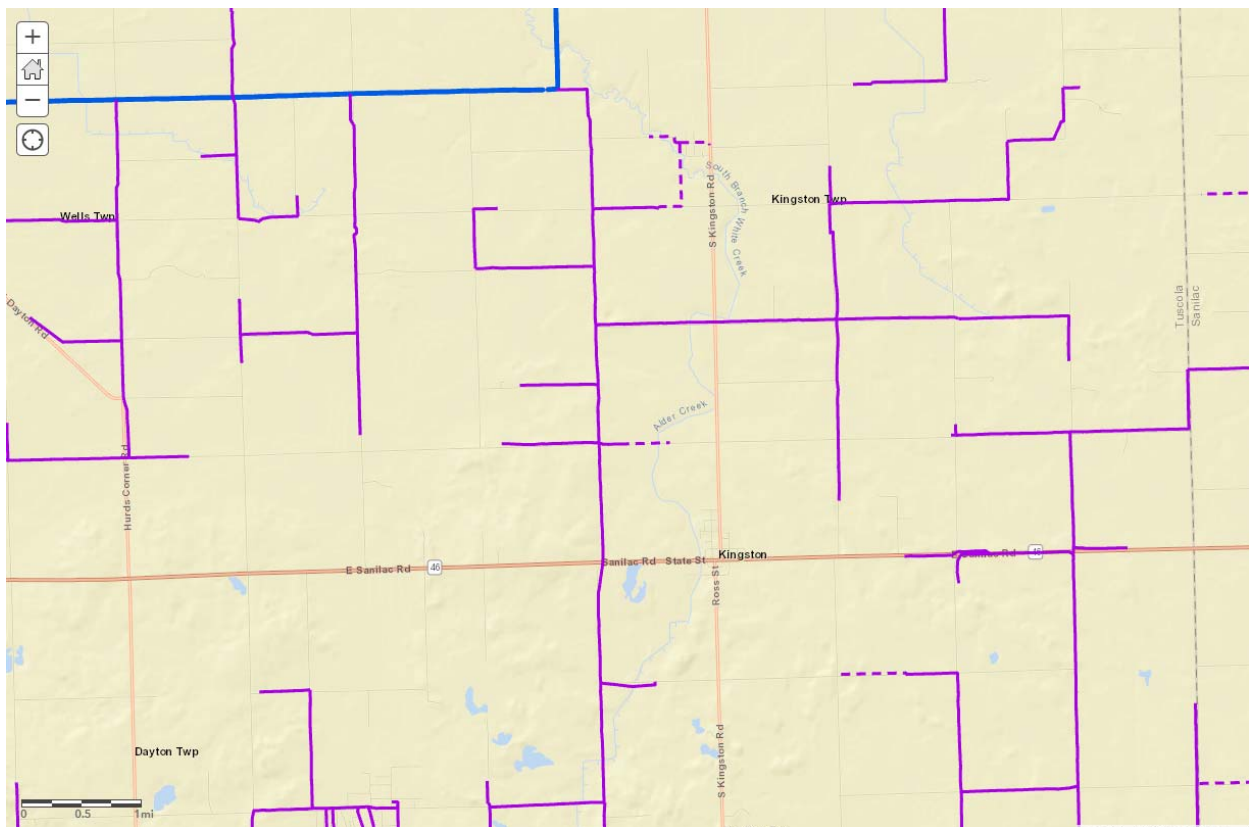 +
−
South Branch White Creek
Kingston Twp
Wells Twp
S Kingston Rd
Tuscola
Sanilac
Dayton Rd
Alder Creek
Hurds Corner Rd
Kingston
E Sanilac Rd
46
Sanilac Rd State St
E Sanilac Rd
46
Ross St
S Kingston Rd
Dayton Twp
0 0.5 1mi